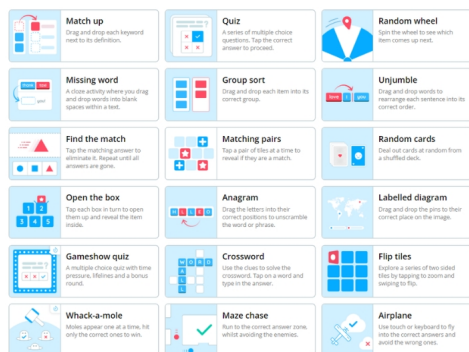 Match up
Drag and drop each keyword
next to its definition.
Quiz
A series of multiple choice
questions. Tap the correct
answer to proceed.
Random wheel
Spin the wheel to see which
item comes up next.
Missing word
A cloze activity where you drag
and drop words into blank
spaces within a text.
Group sort
Drag and drop each item into its
correct group.
Unjumble
Drag and drop words to
rearrange each sentence into its
correct order.
Find the match
Tap the matching answer to
eliminate it. Repeat until all
answers are gone.
Matching pairs
Tap a pair of tiles at a time to
reveal if they are a match.
Random cards
Deal out cards at random from
a shuffled deck.
Open the box
Tap each box in turn to open
them up and reveal the item
inside.
1 2
3 4 5
Anagram
Drag the letters into their
correct positions to unscramble
the word or phrase.
Labelled diagram
Drag and drop the pins to their
correct place on the image.
Gameshow quiz
A multiple choice quiz with time
pressure, lifelines and a bonus
round.
Crossword
Use the clues to solve the
crossword. Tap on a word and
type in the answer.
Flip tiles
Explore a series of two sided
tiles by tapping to zoom and
swiping to flip.
Whack-a-mole
Moles appear one at a time, hit
only the correct ones to win.
Maze chase
Run to the correct answer zone,
whilst avoiding the enemies.
Airplane
Use touch or keyboard to fly
into the correct answers and
avoid the wrong ones.